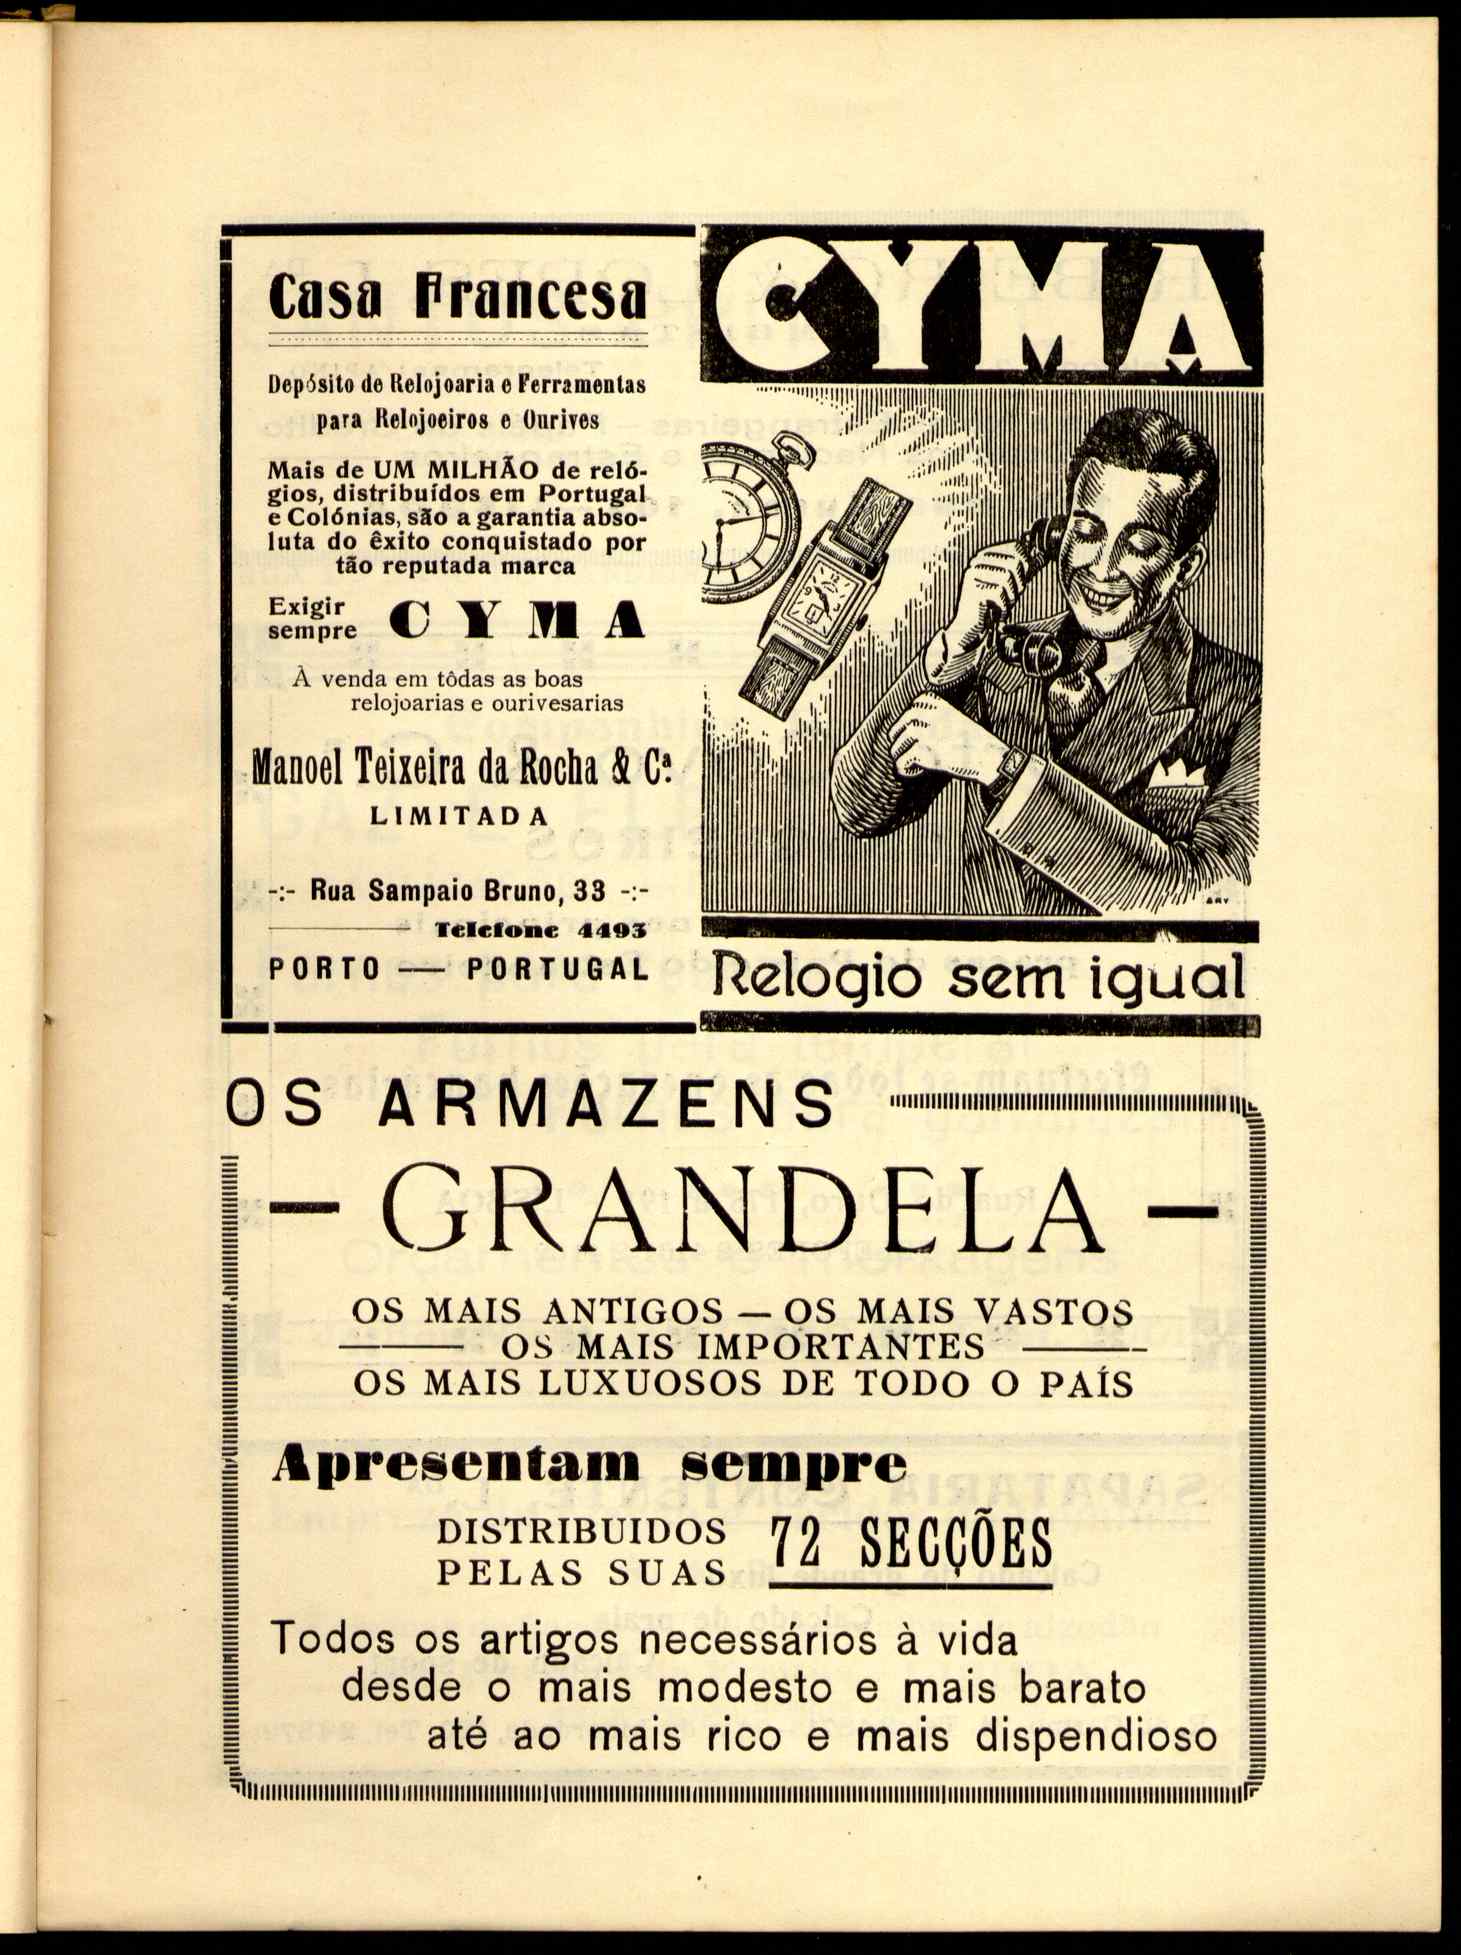 Casa Francesa
Depósito de Relojoaria e Ferramentas
para Relojoeiros e Ourives
Mais de UM MILHÃO de reló-
gios, distribuídos em Portugal
e Colónias, são a garantia abso-
luta do êxito conquistado por
tão reputada marca
Exigir
sempre CYMA
À venda em tôdas as boas
relojoarias e ourivesarias
Manoel Teixeira da Rocha & Cª.
LIMITADA
-:- Rua Sampaio Bruno, 33 -:-
Telefone 4493
PORTO — PORTUGAL
CYMA
ARY
Relogio sem igual
OS ARMAZENS
— GRANDELA —
OS MAIS ANTIGOS — OS MAIS VASTOS
OS MAIS IMPORTANTES
OS MAIS LUXUOSOS DE TODO O PAÍS
Apresentam sempre
DISTRIBUIDOS
PELAS SUAS 72 SECÇÕES
Todos os artigos necessários à vida
desde o mais modesto e mais barato
até ao mais rico e mais dispendioso